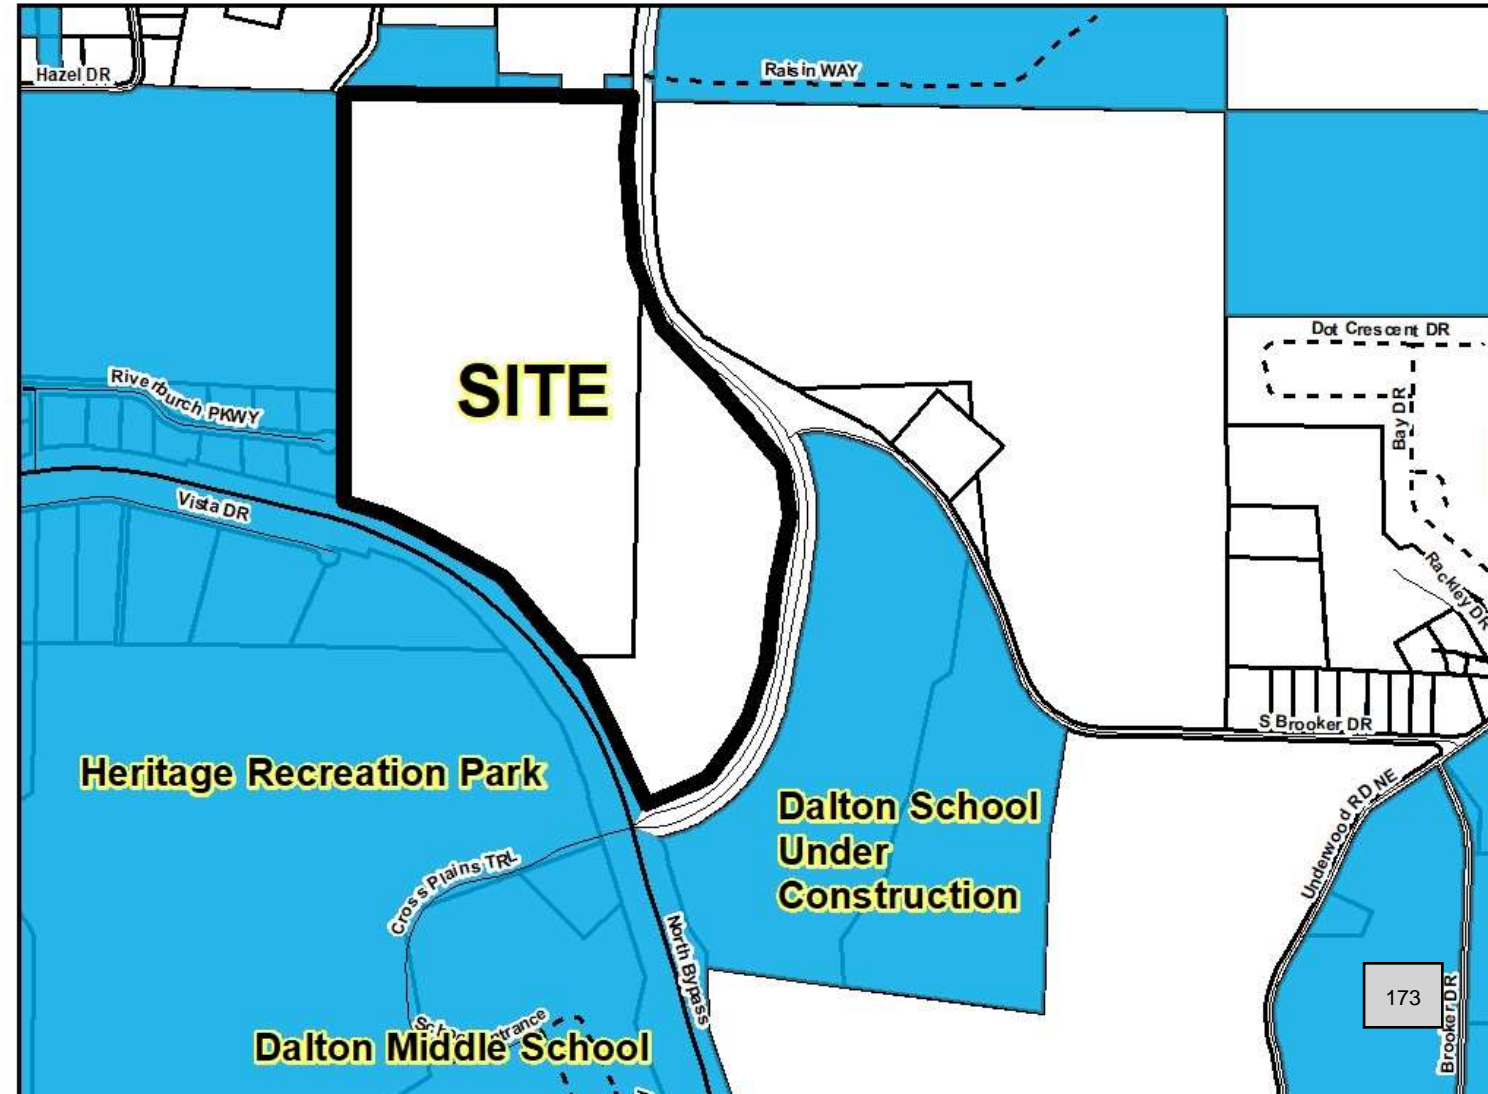 Hazel DR
Raisin WAY
Dot Crescent DR
Riverburch PKWY
SITE
Bay DR
Vista DR
Rackley DR
S Brooker DR
Heritage Recreation Park
Dalton School
Under
Construction
Underwood RD NE
Cross Plains TRL
North Bypass
173
Brooker DR
Dalton Middle School